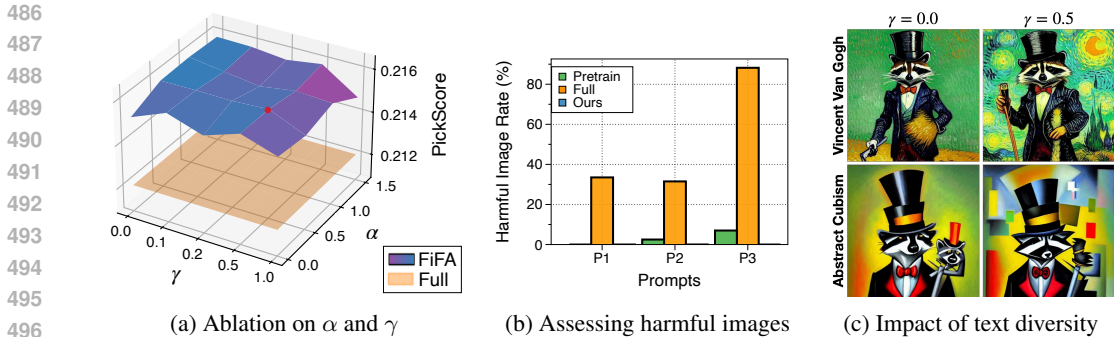 486
487
488
489
490
491
492
493
494
495
496
0.216
0.214
0.212
PickScore
0.0
0.1
0.2
0.5
1.0
γ
0.0
0.5
1.0
1.5
α
FiFA
Full
(a) Ablation on α and γ
Harmful Image Rate (%)
80
60
40
20
0
Pretrain
Full
Ours
P1 P2 P3
Prompts
(b) Assessing harmful images
γ = 0.0 γ = 0.5
Vincent Van Gogh
Abstract Cubism
(c) Impact of text diversity